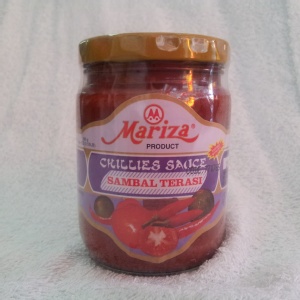 Mariza®
PRODUCT
CHILLIES SAUCE
SAMBAL TERASI